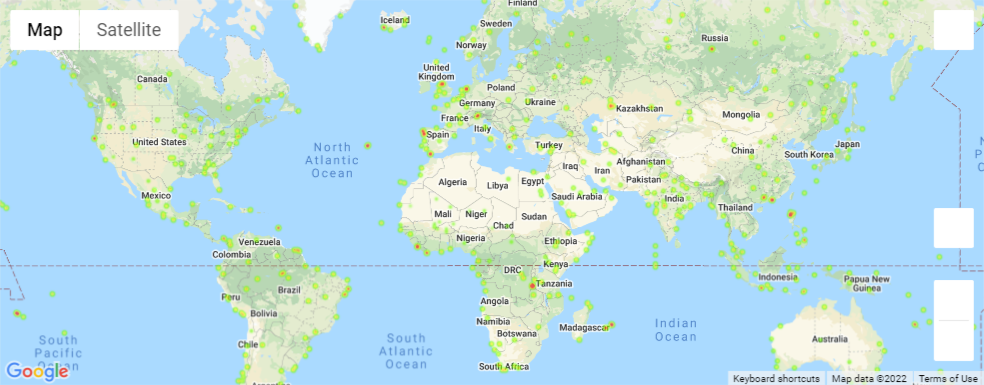 Map
Satellite
Iceland
Sweden
Norway
Russia
Canada
United
Kingdom
Poland
Germany
Ukraine
Kazakhstan
France
Mongolia
Spain
Italy
United States
Turkey
China
Japan
South Korea
North
Atlantic
Ocean
Iraq
Iran
Afghanistan
Pakistan
Algeria
Libya
Egypt
Saudi Arabia
India
Mexico
Mali
Niger
Chad
Sudan
Thailand
Nigeria
Ethiopia
Venezuela
Colombia
Kenya
DRC
Tanzania
Indonesia
Papua New
Guinea
Peru
Brazil
Angola
Bolivia
Namibia
Botswana
Madagascar
Indian
Ocean
Australia
South
Pacific
Ocean
Chile
South
Atlantic
Ocean
South Africa
Google
Argentina
Keyboard shortcuts
Map data ©2022
Terms of Use